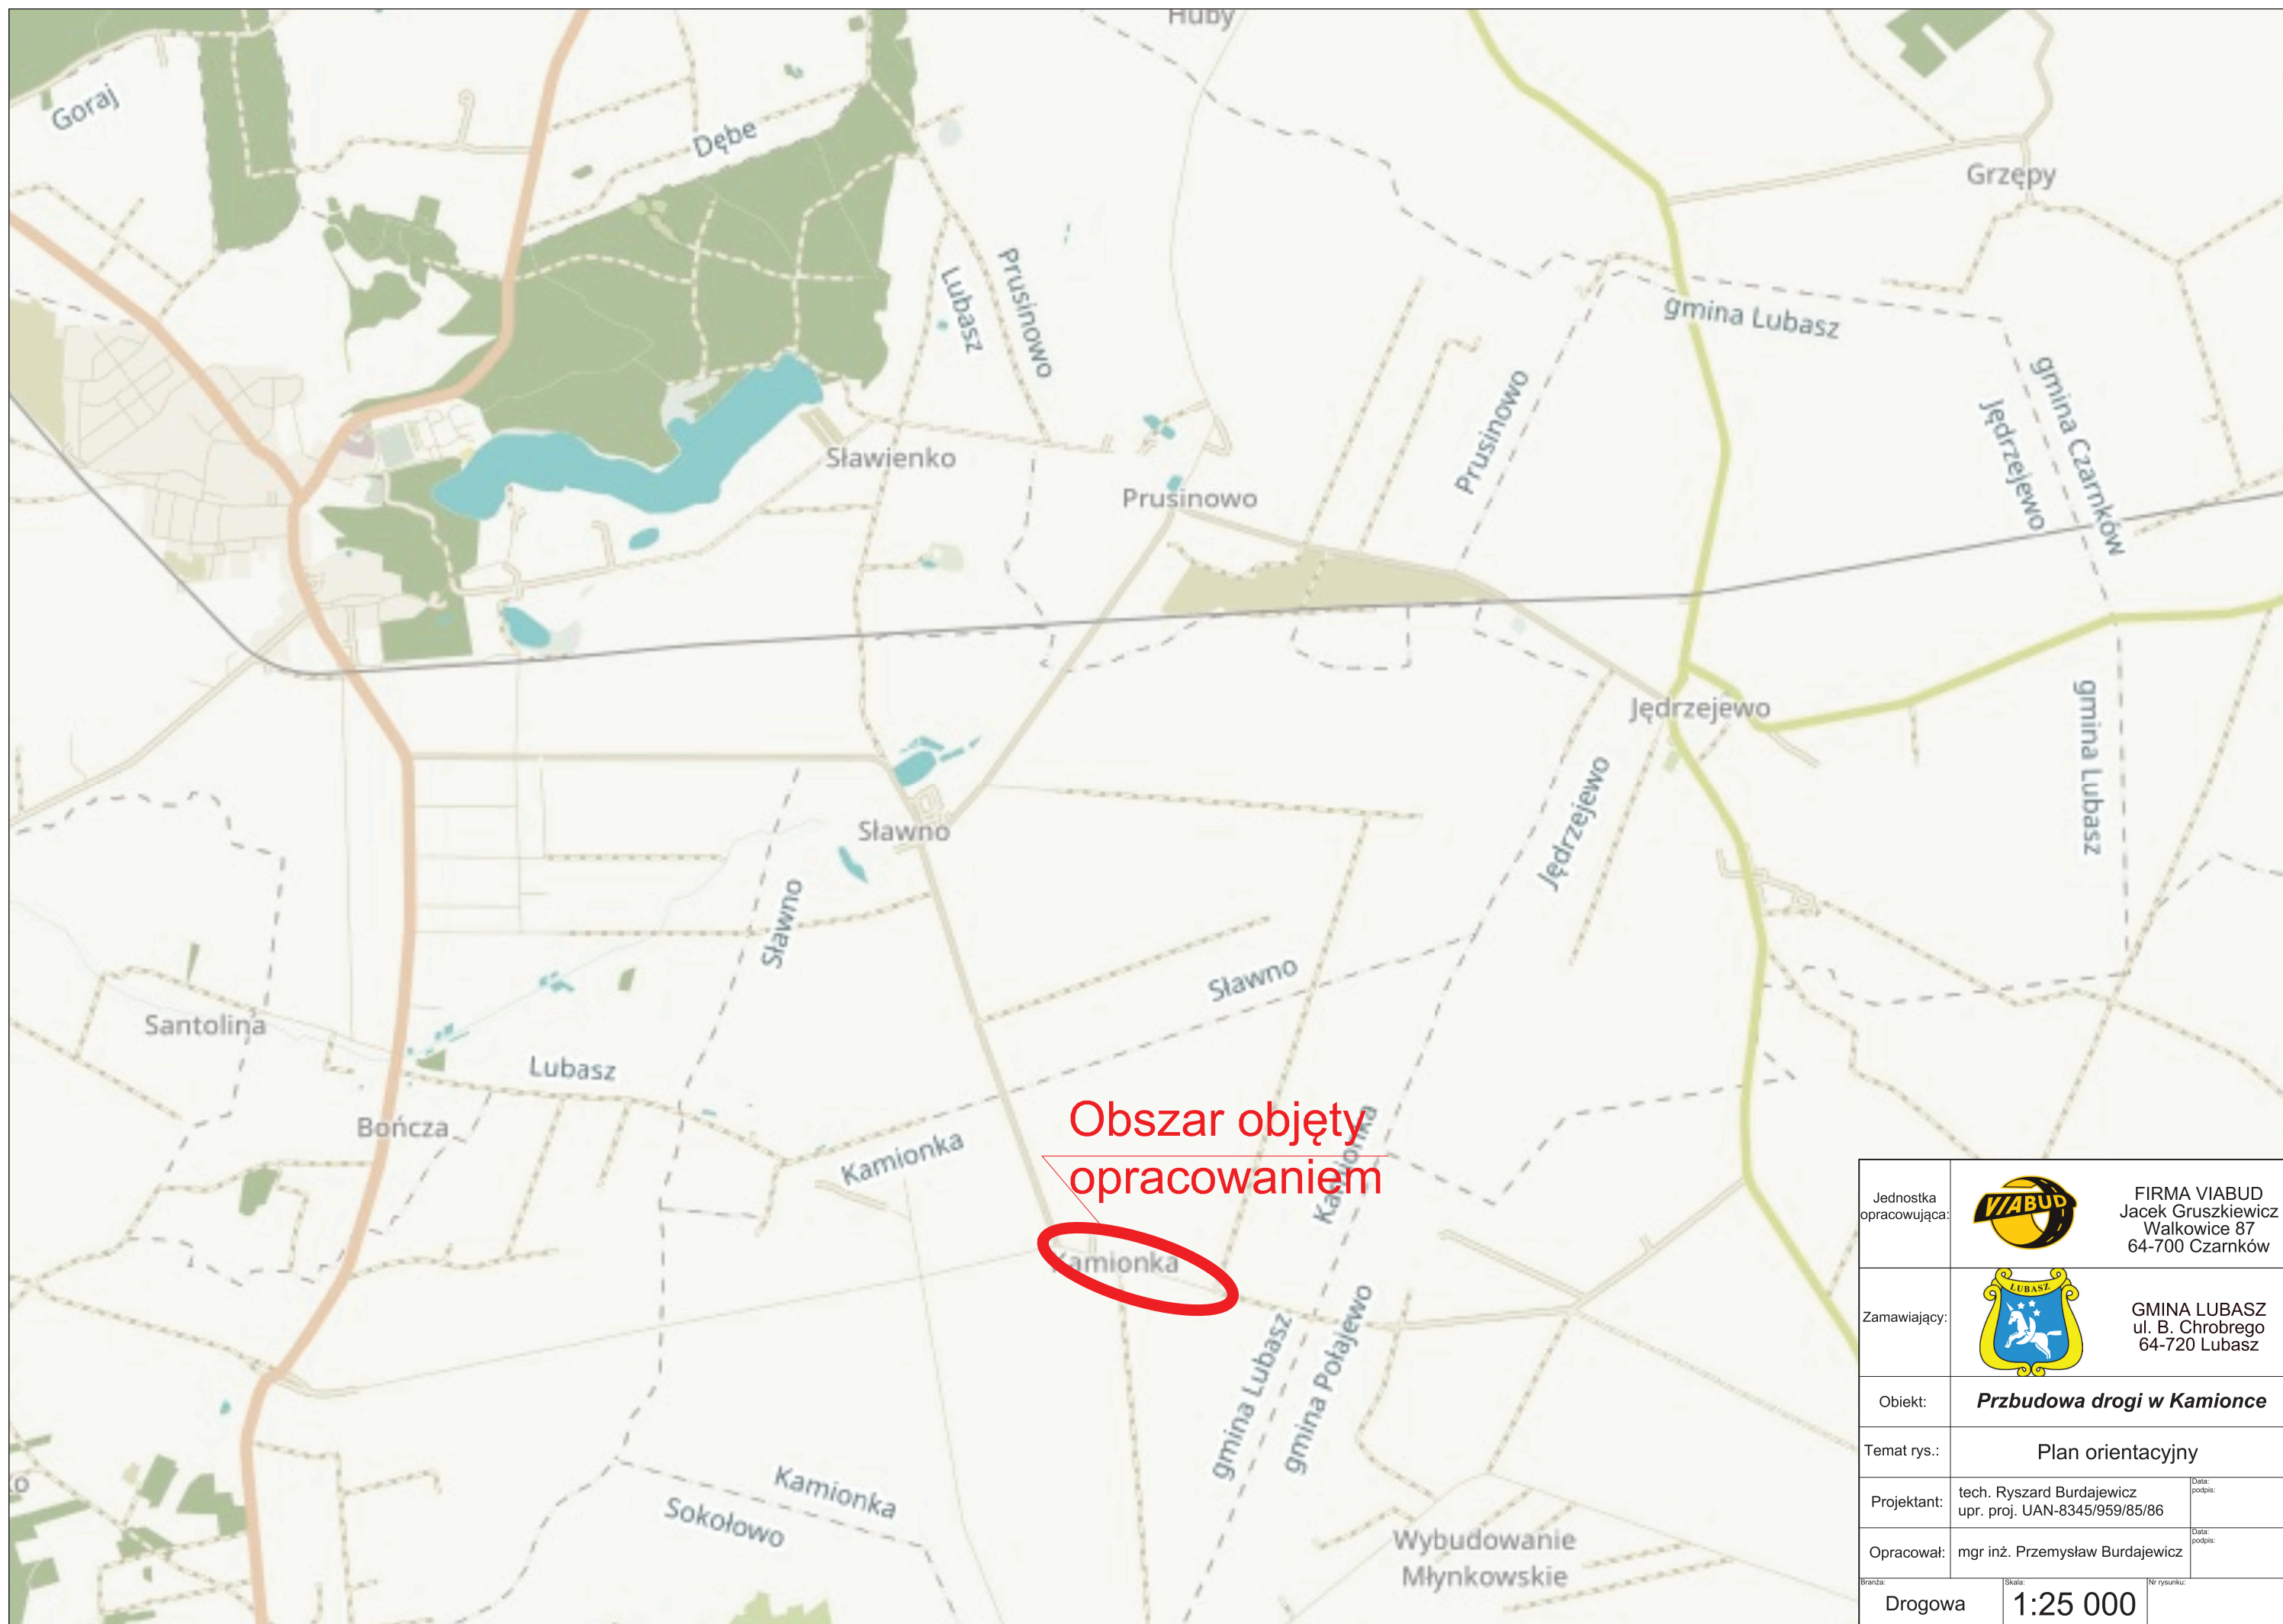 Huby
Goraj
Dębe
Grzępy
Lubasz
Prusinowo
gmina Lubasz
gmina Czarnków
Jędrzejewo
Prusinowo
Sławienko
Prusinowo
Jędrzejewo
gmina Lubasz
Jędrzejewo
Sławno
Sławno
Sławno
Santolina
Lubasz
Bończa
Kamionka
Obszar objęty
opracowaniem
Kamionka
Kamionka
gmina Lubasz
gmina Połajewo
Kamionka
Sokołowo
Wybudowanie
Młynkowskie
Jednostka
opracowująca:
VIABUD
FIRMA VIABUD
Jacek Gruszkiewicz
Walkowice 87
64-700 Czarnków
Zamawiający:
LUBASZ
GMINA LUBASZ
ul. B. Chrobrego
64-720 Lubasz
Obiekt:
Przbudowa drogi w Kamionce
Temat rys.:
Plan orientacyjny
Projektant:
tech. Ryszard Burdajewicz
upr. proj. UAN-8345/959/85/86
Data:
podpis:
Opracował:
mgr inż. Przemysław Burdajewicz
Data:
podpis:
Branża:
Drogowa
Skala:
1:25 000
Nr rysunku: